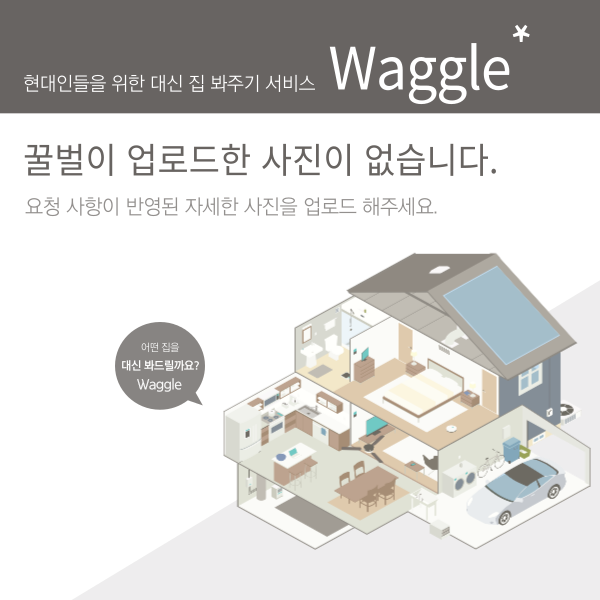 현대인들을 위한 대신 집 봐주기 서비스 Waggle*
꿀벌이 업로드한 사진이 없습니다.
요청 사항이 반영된 자세한 사진을 업로드 해주세요.
어떤 집을
대신 봐드릴까요?
Waggle